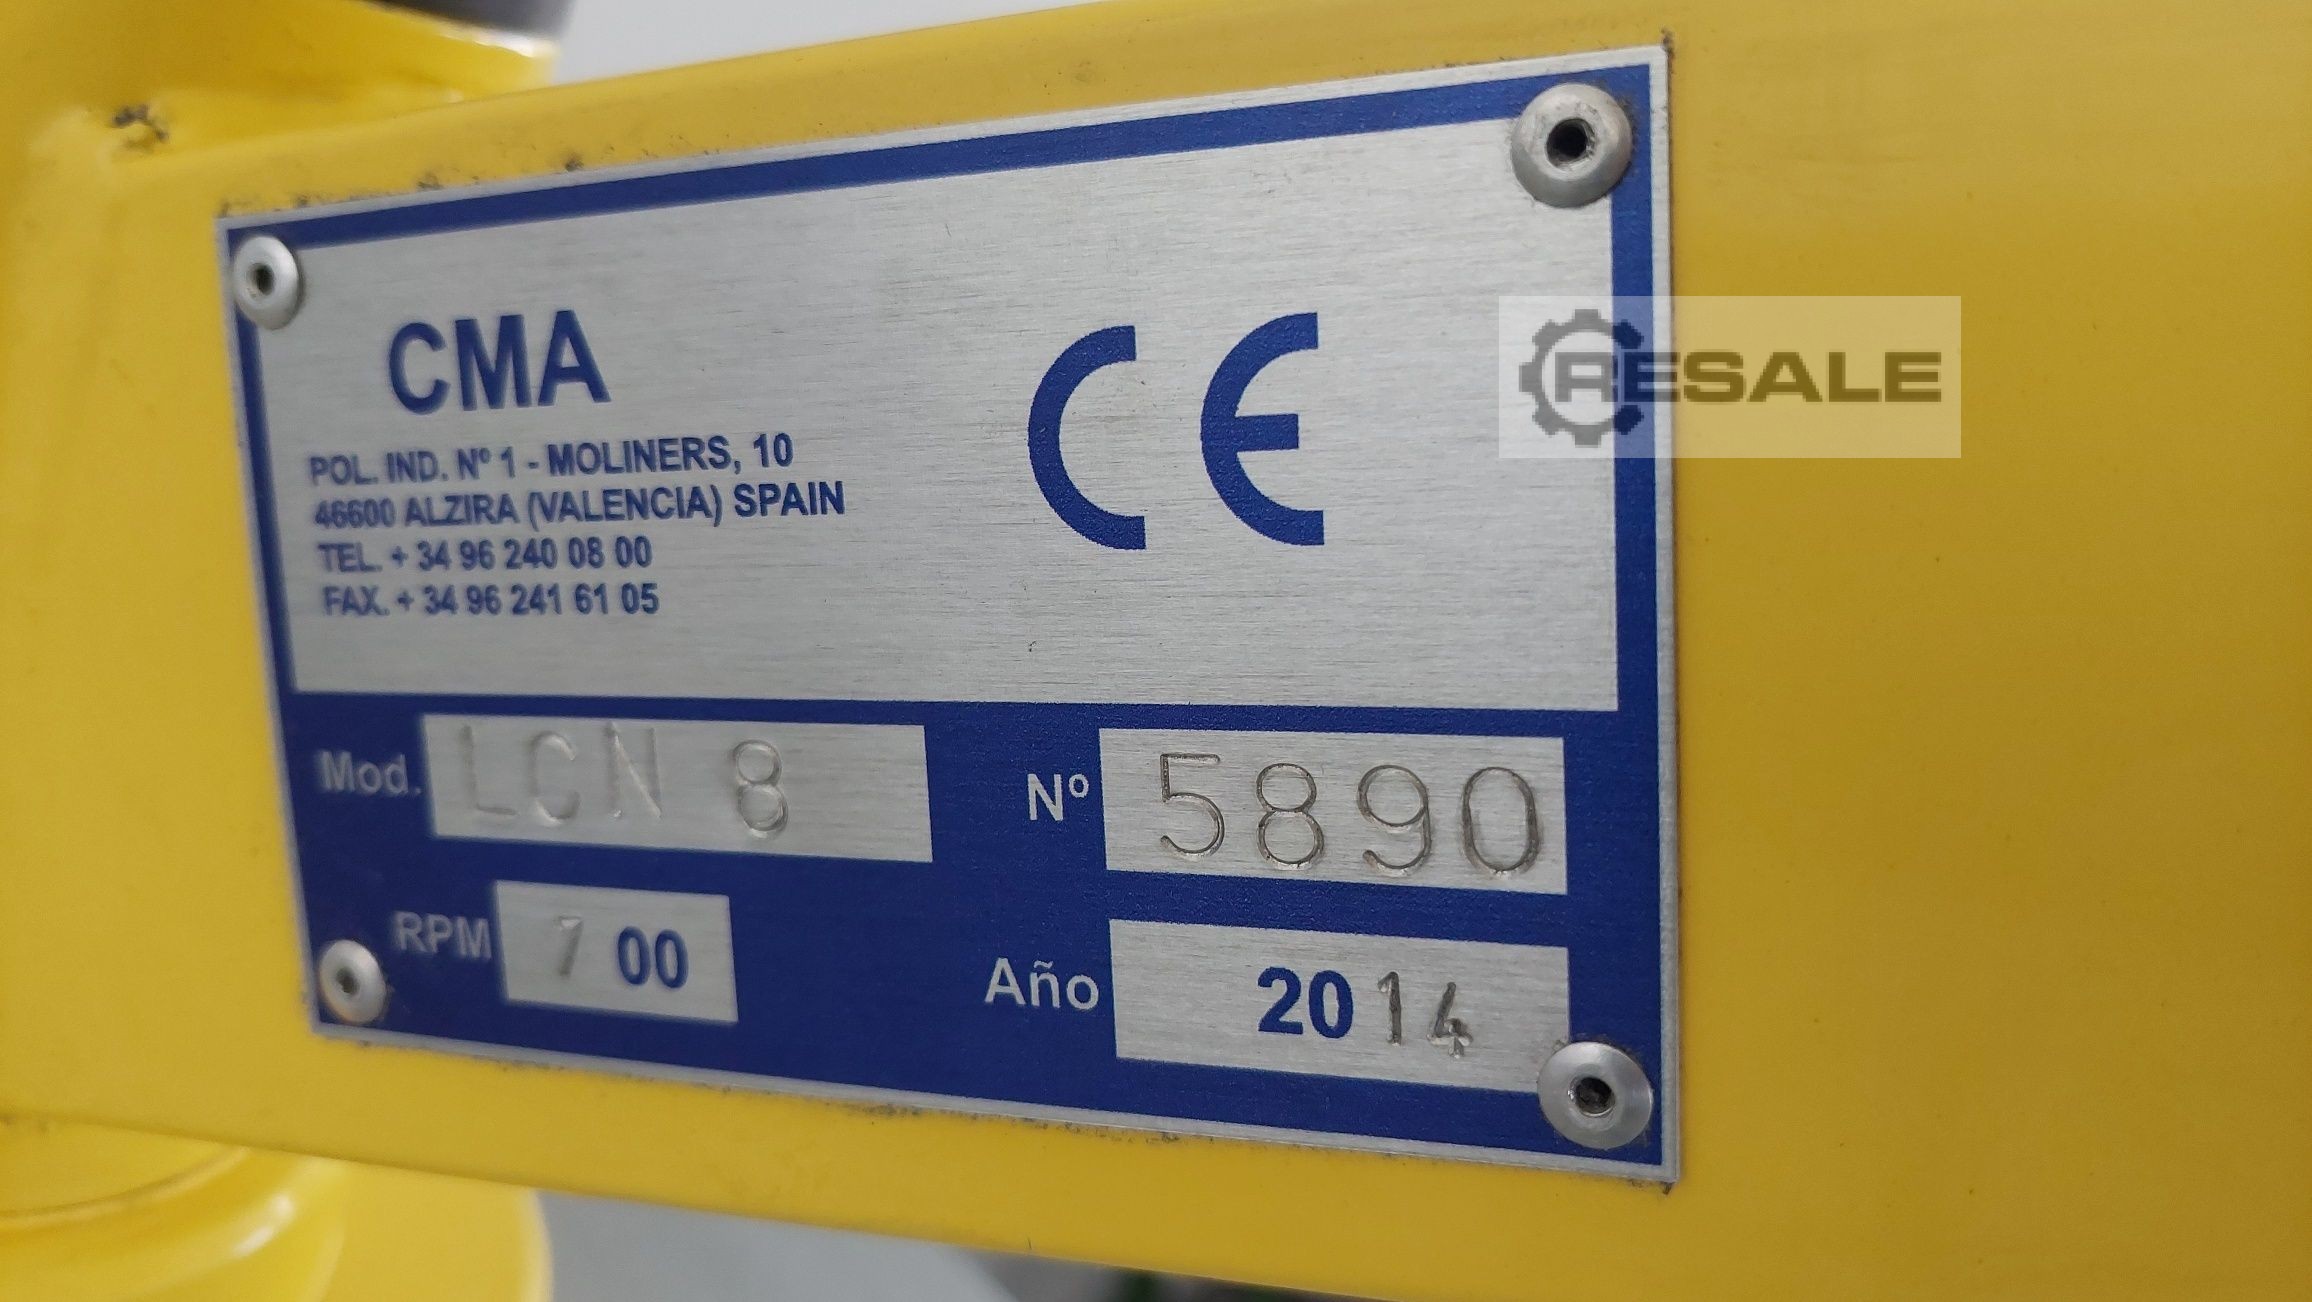 CMA
CE
RESALE
POL. IND. Nº 1 - MOLINERS, 10
46600 ALZIRA (VALENCIA) SPAIN
TEL. + 34 96 240 08 00
FAX. + 34 96 241 61 05
Mod. LCN 8 Nº 5890
RPM 700 Año 2014